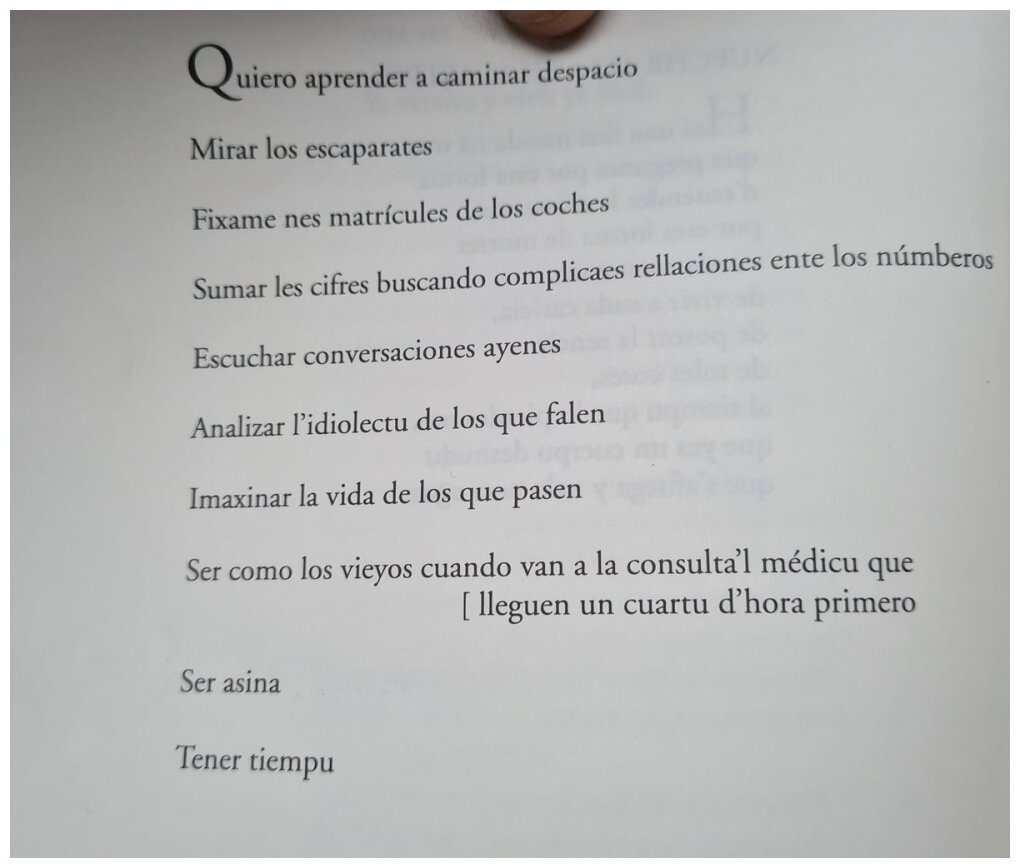 Quiero aprender a caminar despacio
Mirar los escaparates
Fixame nes matrícules de los coches
Sumar les cifres buscando complicaes rellaciones ente los númberos
Escuchar conversaciones ayenes
Analizar l’idiolectu de los que falen
Imaxinar la vida de los que pasen
Ser como los vieyos cuando van a la consulta’l médicu que
[ lleguen un cuartu d’hora primero
Ser asina
Tener tiempu